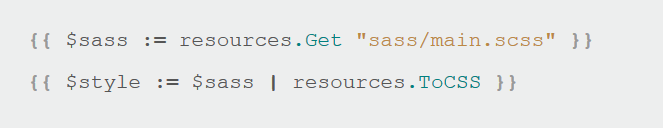 {{ $sass := resources.Get "sass/main.scss" }}
{{ $style := $sass | resources.ToCSS }}